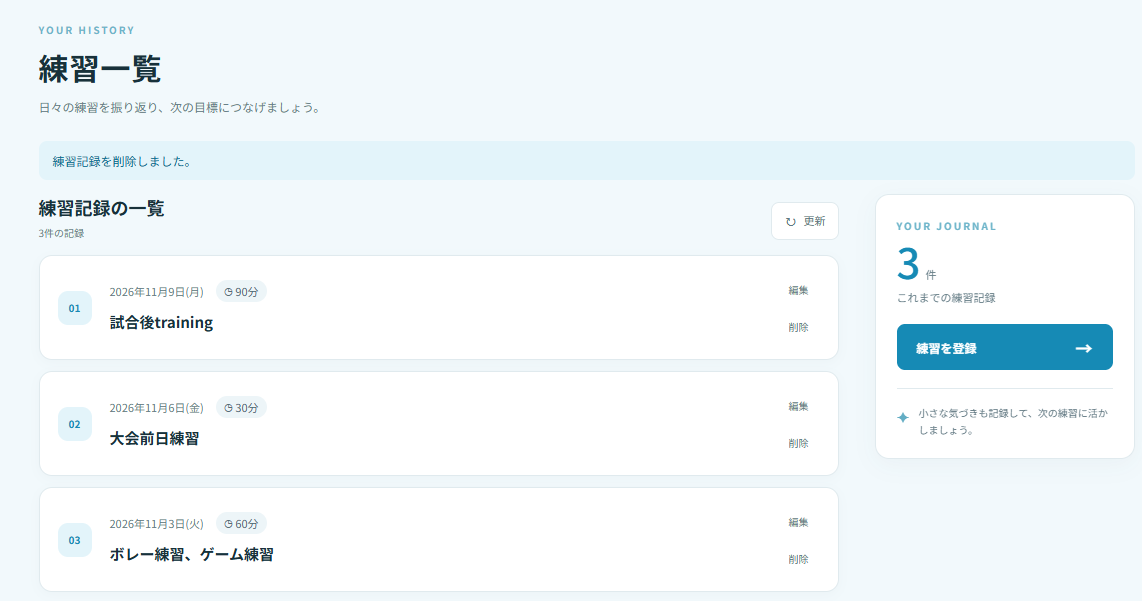 YOUR HISTORY
練習一覧
日々の練習を振り返り、次の目標につなげましょう。
練習記録を削除しました。
練習記録の一覧
3件の記録
更新
01
2026年11月9日(月)
90分
試合後training
編集
削除
02
2026年11月6日(金)
30分
大会前日練習
編集
削除
03
2026年11月3日(火)
60分
ボレー練習、ゲーム練習
編集
削除
YOUR JOURNAL
3 件
これまでの練習記録
練習を登録 →
小さな気づきも記録して、次の練習に活か
しましょう。